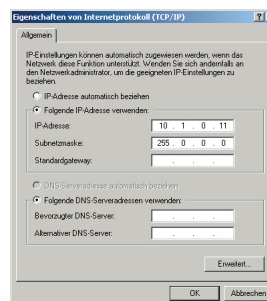 Eigenschaften von Internetprotokoll (TCP/IP)
Allgemein
IP-Einstellungen können automatisch zugewiesen werden, wenn das
Netzwerk diese Funktion unterstützt. Wenden Sie sich andernfalls an
den Netzwerkadministrator, um die geeigneten IP-Einstellungen zu
beziehen.
IP-Adresse automatisch beziehen
Folgende IP-Adresse verwenden:
IP-Adresse: 10 . 1 . 0 . 11
Subnetzmaske: 255 . 0 . 0 . 0
Standardgateway: . . .
DNS-Serveradresse automatisch beziehen
Folgende DNS-Serveradressen verwenden:
Bevorzugter DNS-Server: . . .
Alternativer DNS-Server: . . .
Erweitert...
OK Abbrechen